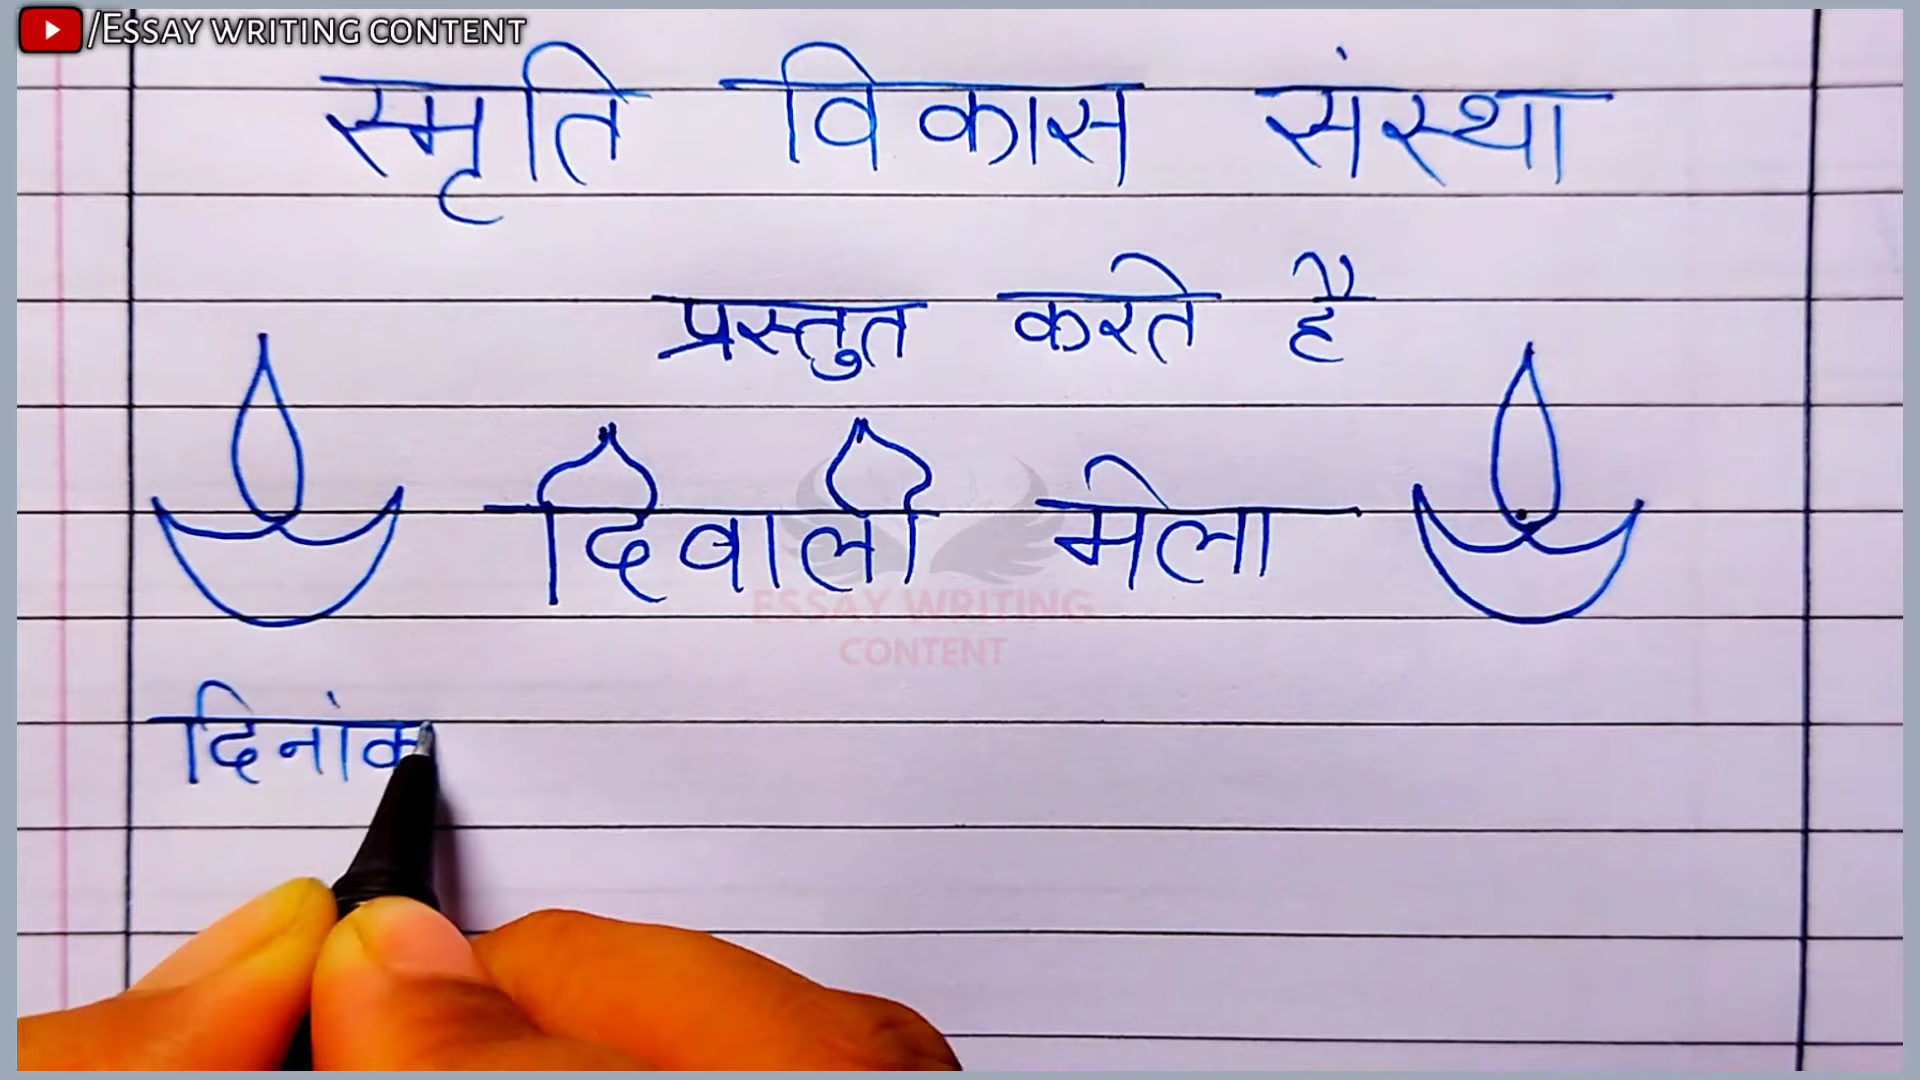 /ESSAY WRITING CONTENT
स्मृति विकास संस्था
प्रस्तुत करते है
दिवाली मेला
ESSAY WRITING
CONTENT
दिनांक